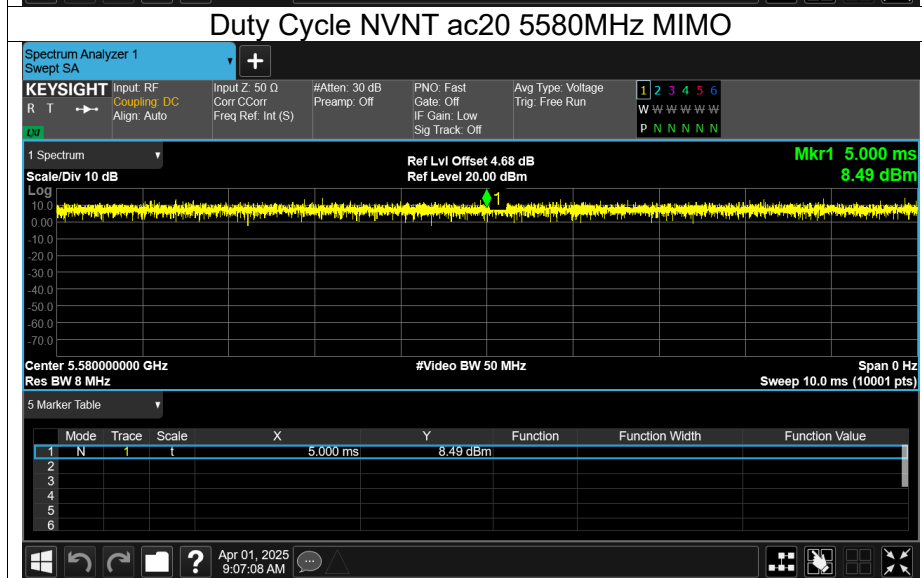 Duty Cycle NVNT ac20 5580MHz MIMO
Spectrum Analyzer 1
Swept SA
+
KEYSIGHT Input: RF Input Z: 50 Ω #Atten: 30 dB PNO: Fast Avg Type: Voltage 1 2 3 4 5 6
R T Coupling: DC Corr CCorr Preamp: Off Gate: Off Trig: Free Run W W W W W W
Align: Auto Freq Ref: Int (S) IF Gain: Low
LXI Sig Track: Off P N N N N N
1 Spectrum
Ref Lvl Offset 4.68 dB Mkr1 5.000 ms
Scale/Div 10 dB Ref Level 20.00 dBm 8.49 dBm
Log
10.0 1
0.00
-10.0
-20.0
-30.0
-40.0
-50.0
-60.0
-70.0
Center 5.580000000 GHz #Video BW 50 MHz Span 0 Hz
Res BW 8 MHz Sweep 10.0 ms (10001 pts)
5 Marker Table
Mode Trace Scale X Y Function Function Width Function Value
1 N 1 t 5.000 ms 8.49 dBm
2
3
4
5
6
? Apr 01, 2025
9:07:08 AM